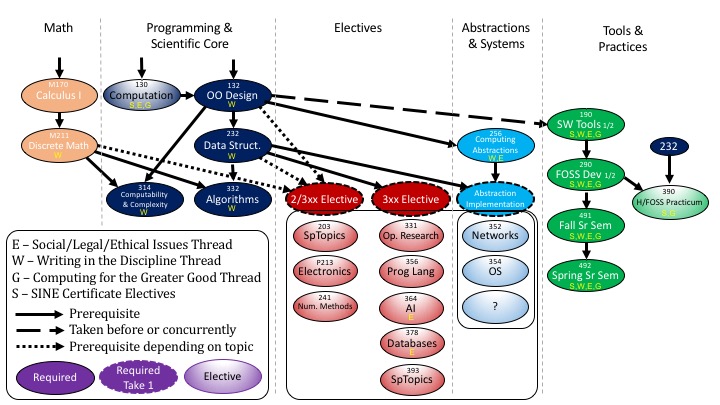 Math
Programming &
Scientific Core
Electives
Abstractions
& Systems
Tools &
Practices
M170
Calculus I
130
Computation
S,E,G
132
OO Design
W
190
SW Tools 1/2
S,W,E,G
M211
Discrete Math
W
232
Data Struct.
W
256
Computing
Abstractions
W,E
232
290
FOSS Dev 1/2
S,W,E,G
314
Computability
& Complexity
W
332
Algorithms
W
2/3xx Elective
3xx Elective
Abstraction
Implementation
390
H/FOSS Practicum
S,G
203
SpTopics
331
Op. Research
352
Networks
491
Fall Sr Sem
S,W,E,G
P213
Electronics
356
Prog Lang
354
OS
492
Spring Sr Sem
S,W,E,G
241
Num. Methods
364
AI
E
?
378
Databases
E
393
SpTopics
E – Social/Legal/Ethical Issues Thread
W – Writing in the Discipline Thread
G – Computing for the Greater Good Thread
S – SINE Certificate Electives
Prerequisite
Taken before or concurrently
Prerequisite depending on topic
Required
Required
Take 1
Elective